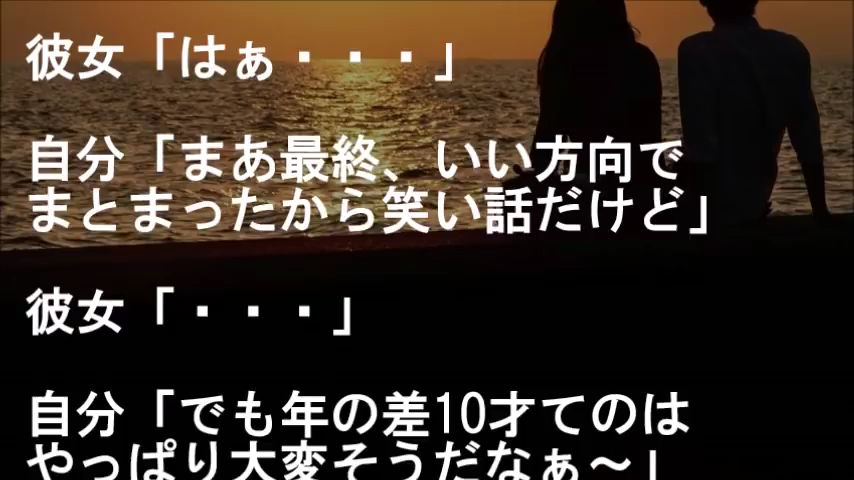 彼女「はぁ・・・」
自分「まあ最終、いい方向で
まとまったから笑い話だけど」
彼女「・・・」
自分「でも年の差10才てのは
やっぱり大変そうだなぁ～」